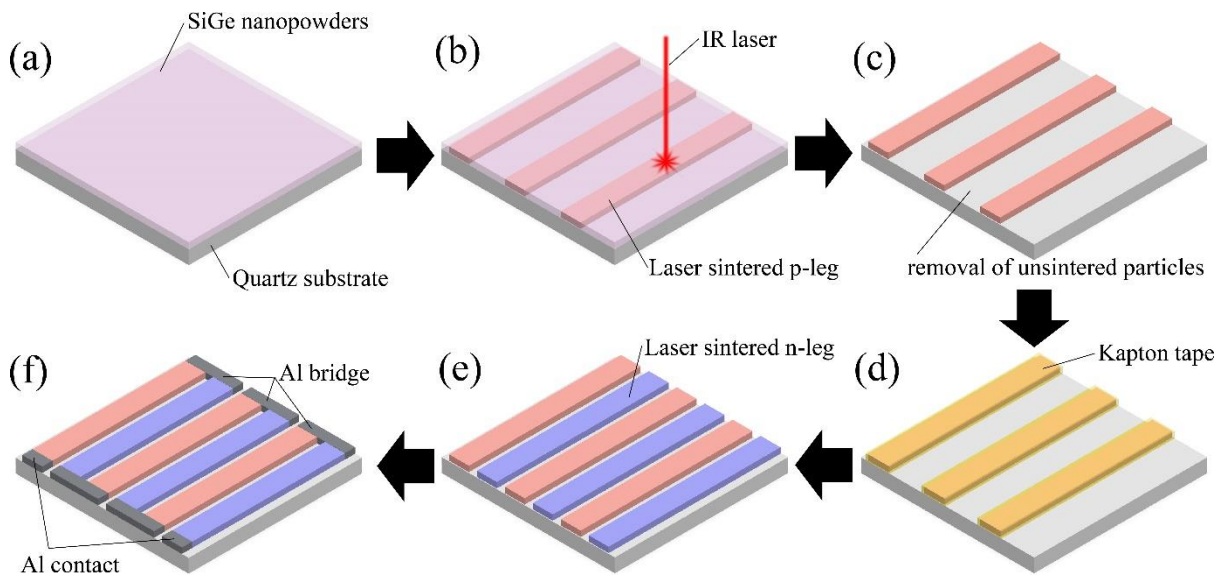 SiGe nanopowders
(a)
Quartz substrate
(b)
IR laser
Laser sintered p-leg
(c)
removal of unsintered particles
(f)
Al bridge
Al contact
(e)
Laser sintered n-leg
(d)
Kapton tape